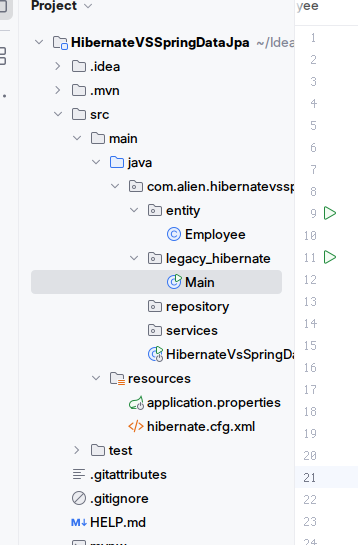 Project
yee
HibernateVSSpringDataJpa ~/Idea
.idea
.mvn
src
main
java
com.alien.hibernatevssp
entity
Employee
legacy_hibernate
Main
repository
services
HibernateVsSpringDa
resources
application.properties
hibernate.cfg.xml
test
.gitattributes
.gitignore
M↓ HELP.md
1
2
3
4
5
6
7
8
9
10
11
12
13
14
15
16
17
18
19
20
21
22
23
24